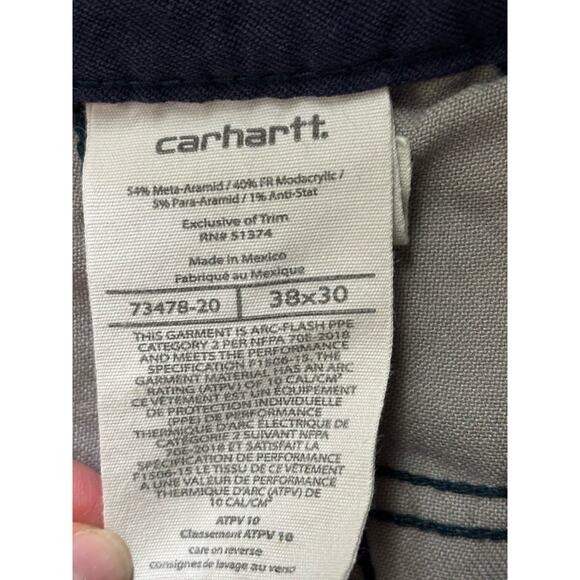 carhartt.
54% Meta-Aramid / 40% FR Modacrylic /
5% Para-Aramid / 1% Anti-Stat
Exclusive of Trim
RN# 51374
Made in Mexico
Fabriqué au Mexique
73478-20 38x30
THIS GARMENT IS ARC-FLASH PPE
CATEGORY 2 PER NFPA 70E-2018
AND MEETS THE PERFORMANCE
SPECIFICATION F1506-15. THE
GARMENT MATERIAL HAS AN ARC
RATING (ATPV) OF 10 CAL/CM²
CE VÊTEMENT EST UN ÉQUIPEMENT
DE PROTECTION INDIVIDUELLE
(PPE) DE PERFORMANCE
THERMIQUE D'ARC ÉLECTRIQUE DE
CATÉGORIE 2 SUIVANT NFPA
70E-2018 ET SATISFAIT LA
SPÉCIFICATION DE PERFORMANCE
F1506-15 LE TISSU DE CE VÊTEMENT
A UNE VALEUR DE PERFORMANCE
THERMIQUE D'ARC (ATPV) DE
10 CAL/CM²
ATPV 10
Classement ATPV 10
care on reverse
consignes de lavage au verso